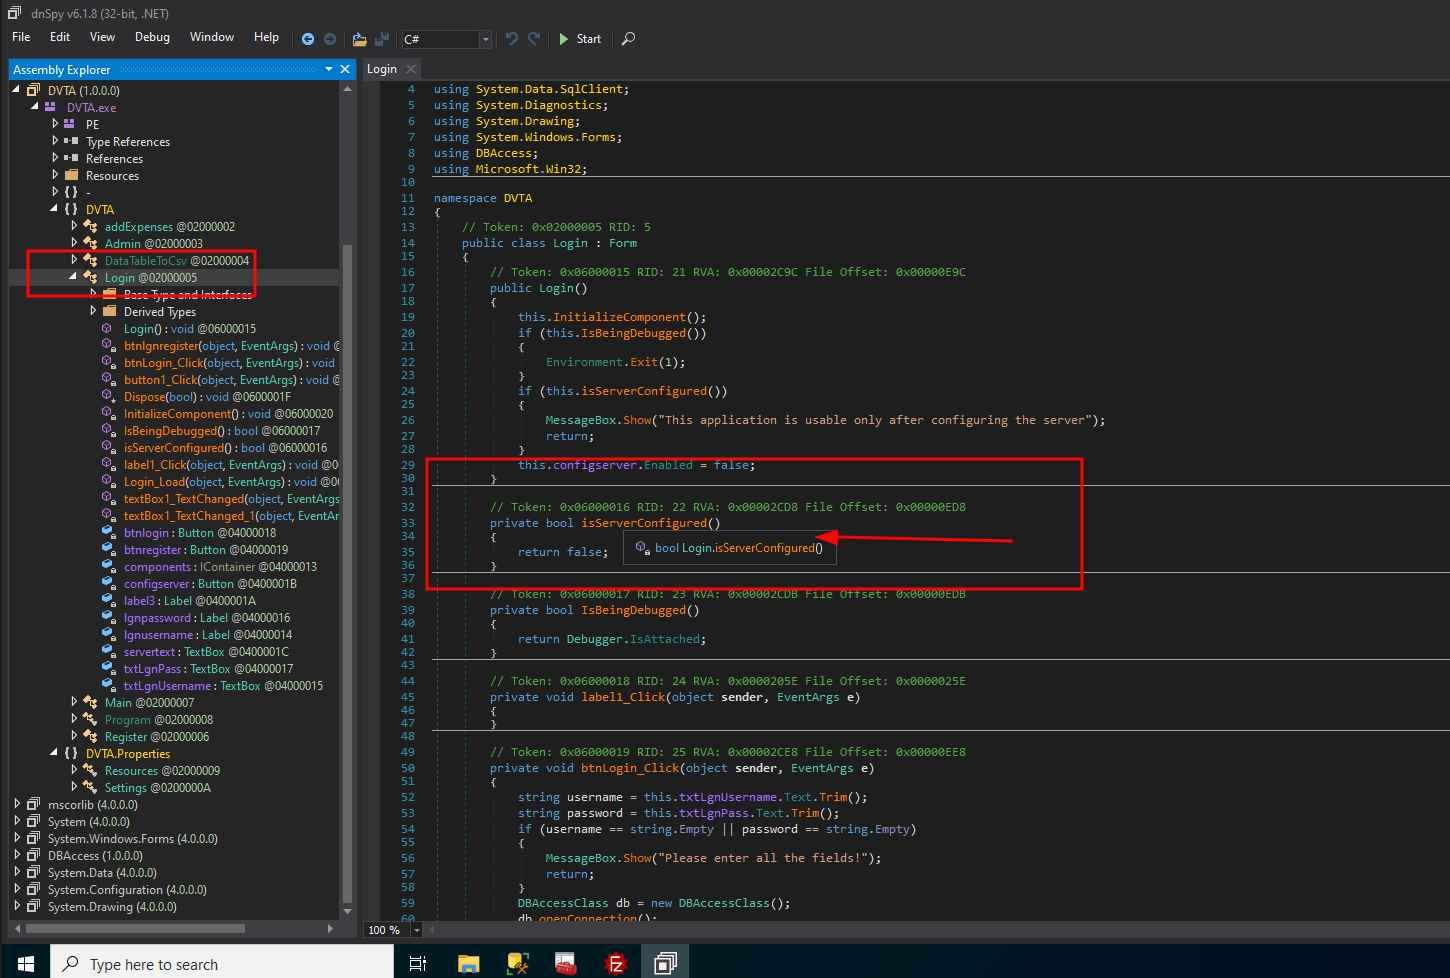 dnSpy v6.1.8 (32-bit, .NET)
File Edit View Debug Window Help C# Start
Assembly Explorer
DVTA (1.0.0.0)
DVTA.exe
PE
Type References
References
Resources
{ } -
{ } DVTA
addExpenses @02000002
Admin @02000003
DataTableToCsv @02000004
Login @02000005
Base Type and Interfaces
Derived Types
Login() : void @06000015
btnlgnregister(object, EventArgs) : void @
btnLogin_Click(object, EventArgs) : void
button1_Click(object, EventArgs) : void @
Dispose(bool) : void @0600001F
InitializeComponent() : void @06000020
IsBeingDebugged() : bool @06000017
isServerConfigured() : bool @06000016
label1_Click(object, EventArgs) : void @0
Login_Load(object, EventArgs) : void @0
textBox1_TextChanged(object, EventArgs
textBox1_TextChanged_1(object, EventAr
btnlogin : Button @04000018
btnregister : Button @04000019
components : IContainer @04000013
configserver : Button @0400001B
label3 : Label @0400001A
lgnpassword : Label @04000016
lgnusername : Label @04000014
servertext : TextBox @0400001C
txtLgnPass : TextBox @04000017
txtLgnUsername : TextBox @04000015
Main @02000007
Program @02000008
Register @02000006
{ } DVTA.Properties
Resources @02000009
Settings @0200000A
mscorlib (4.0.0.0)
System (4.0.0.0)
System.Windows.Forms (4.0.0.0)
DBAccess (1.0.0.0)
System.Data (4.0.0.0)
System.Configuration (4.0.0.0)
System.Drawing (4.0.0.0)
Login
4 using System.Data.SqlClient;
5 using System.Diagnostics;
6 using System.Drawing;
7 using System.Windows.Forms;
8 using DBAccess;
9 using Microsoft.Win32;
10
11 namespace DVTA
12 {
13 // Token: 0x02000005 RID: 5
14 public class Login : Form
15 {
16 // Token: 0x06000015 RID: 21 RVA: 0x00002C9C File Offset: 0x00000E9C
17 public Login()
18 {
19 this.InitializeComponent();
20 if (this.IsBeingDebugged())
21 {
22 Environment.Exit(1);
23 }
24 if (this.isServerConfigured())
25 {
26 MessageBox.Show("This application is usable only after configuring the server");
27 return;
28 }
29 this.configserver.Enabled = false;
30 }
31
32 // Token: 0x06000016 RID: 22 RVA: 0x00002CD8 File Offset: 0x00000ED8
33 private bool isServerConfigured()
34 {
35 return false;
bool Login.isServerConfigured()
36 }
37
38 // Token: 0x06000017 RID: 23 RVA: 0x00002CDB File Offset: 0x00000EDB
39 private bool IsBeingDebugged()
40 {
41 return Debugger.IsAttached;
42 }
43
44 // Token: 0x06000018 RID: 24 RVA: 0x0000205E File Offset: 0x0000025E
45 private void label1_Click(object sender, EventArgs e)
46 {
47 }
48
49 // Token: 0x06000019 RID: 25 RVA: 0x00002CE8 File Offset: 0x00000EE8
50 private void btnLogin_Click(object sender, EventArgs e)
51 {
52 string username = this.txtLgnUsername.Text.Trim();
53 string password = this.txtLgnPass.Text.Trim();
54 if (username == string.Empty || password == string.Empty)
55 {
56 MessageBox.Show("Please enter all the fields!");
57 return;
58 }
59 DBAccessClass db = new DBAccessClass();
60 db.openConnection();
100 %
Type here to search
Fz